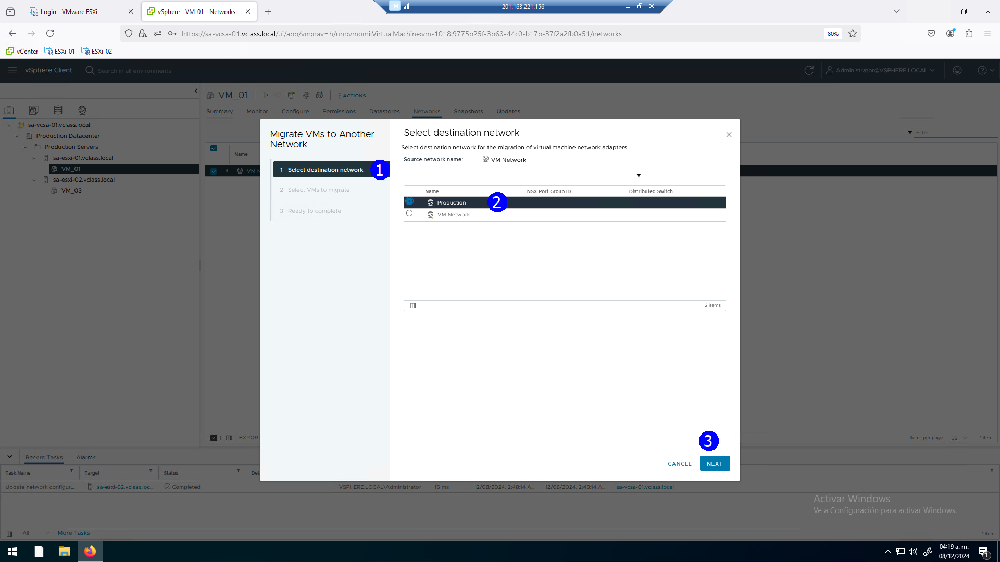 Login - VMware ESXi
vSphere - VM_01 - Networks
201.163.221.156
https://sa-vcsa-01.vclass.local/ui/app/vm;nav=h/urn:vmomi:VirtualMachine:vm-1018:9775b25f-3b63-44c0-b17b-37f2a2fb0a51/networks
80%
vCenter ESXi-01 ESXi-02
vSphere Client Search in all environments Administrator@VSPHERE.LOCAL
VM_01 ACTIONS
Summary Monitor Configure Permissions Datastores Networks Snapshots Updates
sa-vcsa-01.vclass.local
Production Datacenter
Production Servers
sa-esxi-01.vclass.local
VM_01
sa-esxi-02.vclass.local
VM_03
Filter
Name
VM N
Migrate VMs to Another
Network
1 Select destination network 1
2 Select VMs to migrate
3 Ready to complete
Select destination network
Select destination network for the migration of virtual machine network adapters
Source network name: VM Network
Name NSX Port Group ID Distributed Switch
Production 2 -- --
VM Network -- --
2 items
3
CANCEL NEXT
1 EXPORT
Items per page 35 1 item
Recent Tasks Alarms
Task Name Target Status Det
Update network configur... sa-esxi-02.vclass.loc... Completed VSPHERE.LOCAL\Administrator 16 ms 12/08/2024, 2:48:14 A... 12/08/2024, 2:48:14 A... sa-vcsa-01.vclass.local
Activar Windows
Ve a Configuración para activar Windows.
All More Tasks 1 item
04:19 a. m.
08/12/2024
1